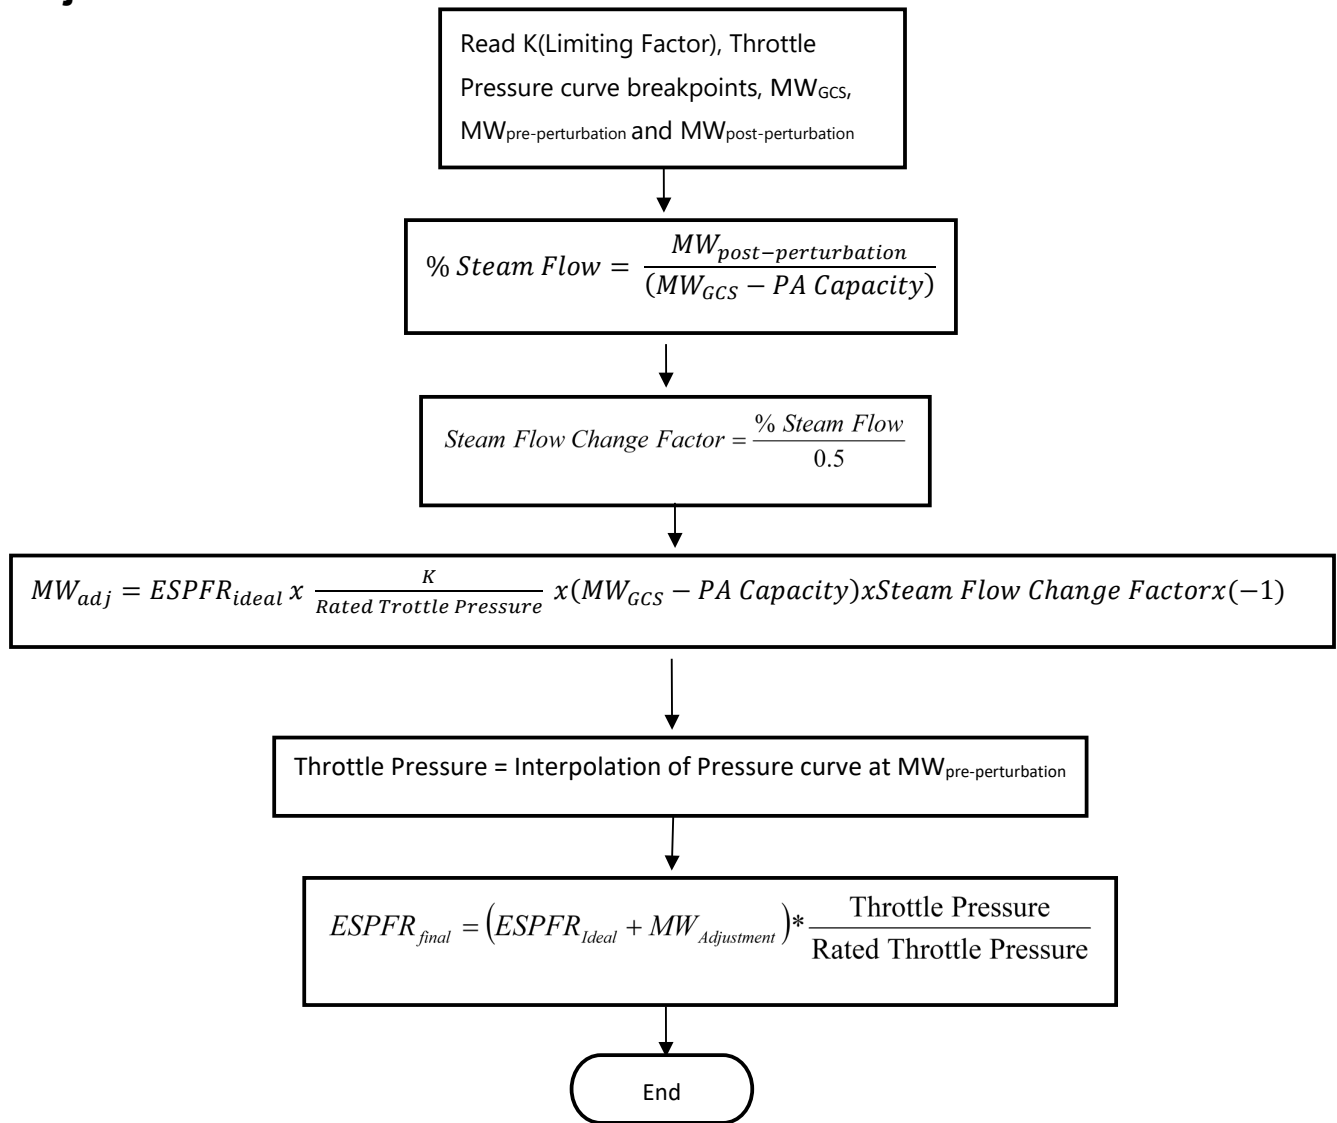 Read K(Limiting Factor), Throttle
Pressure curve breakpoints, MWGCS,
MWpre-perturbation and MWpost-perturbation
% Steam Flow = MWpost−perturbation / (MWGCS − PA Capacity)
Steam Flow Change Factor = % Steam Flow / 0.5
MWadj = ESPFRideal x K / Rated Trottle Pressure x(MWGCS − PA Capacity)xSteam Flow Change Factorx(−1)
Throttle Pressure = Interpolation of Pressure curve at MWpre-perturbation
ESPFRfinal = (ESPFRIdeal + MWAdjustment)* Throttle Pressure / Rated Throttle Pressure
End